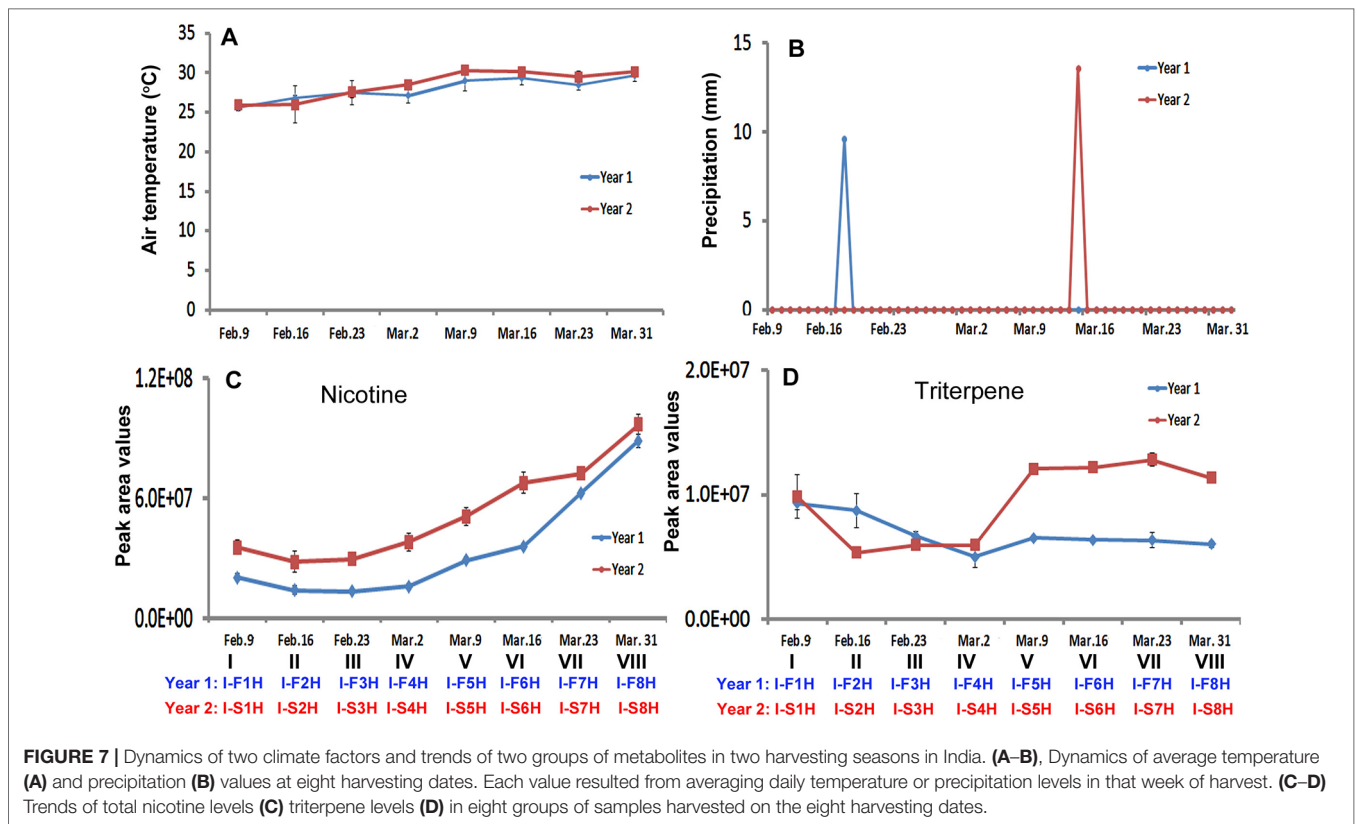 A
Air temperature (°C)
35
30
25
20
15
10
5
0
Year 1
Year 2
Feb.9 Feb.16 Feb.23 Mar.2 Mar.9 Mar.16 Mar.23 Mar. 31
B
Precipitation (mm)
15
10
5
0
Year 1
Year 2
Feb.9 Feb.16 Feb.23 Mar.2 Mar.9 Mar.16 Mar.23 Mar. 31
C
Nicotine
Peak area values
1.2E+08
6.0E+07
0.0E+00
Year 1
Year 2
Feb.9 Feb.16 Feb.23 Mar.2 Mar.9 Mar.16 Mar.23 Mar. 31
I II III IV V VI VII VIII
Year 1: I-F1H I-F2H I-F3H I-F4H I-F5H I-F6H I-F7H I-F8H
Year 2: I-S1H I-S2H I-S3H I-S4H I-S5H I-S6H I-S7H I-S8H
D
Triterpene
Peak area values
2.0E+07
1.0E+07
0.0E+00
Year 1
Year 2
Feb.9 Feb.16 Feb.23 Mar.2 Mar.9 Mar.16 Mar.23 Mar. 31
I II III IV V VI VII VIII
Year 1: I-F1H I-F2H I-F3H I-F4H I-F5H I-F6H I-F7H I-F8H
Year 2: I-S1H I-S2H I-S3H I-S4H I-S5H I-S6H I-S7H I-S8H
FIGURE 7 | Dynamics of two climate factors and trends of two groups of metabolites in two harvesting seasons in India. (A–B), Dynamics of average temperature
(A) and precipitation (B) values at eight harvesting dates. Each value resulted from averaging daily temperature or precipitation levels in that week of harvest. (C–D)
Trends of total nicotine levels (C) triterpene levels (D) in eight groups of samples harvested on the eight harvesting dates.